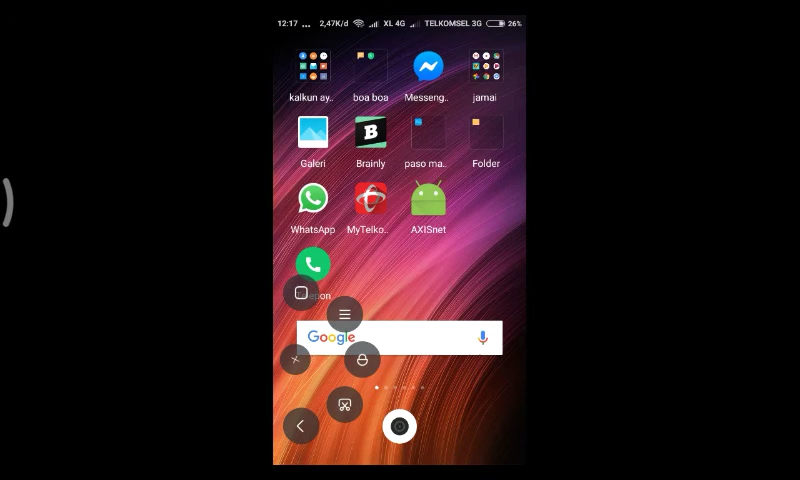 12:17 ... 2,47K/d XL 4G TELKOMSEL 3G 26%
kalkun ay.. boa boa Messeng.. jamai
Galeri Brainly paso ma.. Folder
WhatsApp MyTelko.. AXISnet
Google